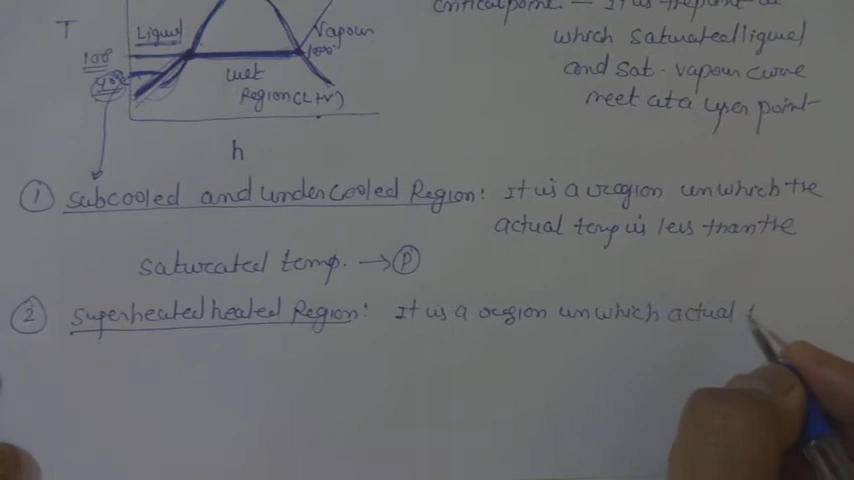 T
Liquid
Vapour
100°
100°
wet
Region(L+V)
h
Critical point - It is the point at
which saturated liquid
and sat. vapour curve
meet at a upper point
① Subcooled and undercooled Region: It is a region in which the
actual temp is less than the
saturated temp. → Ⓟ
② Superheatedheated Region: It is a region in which actual t